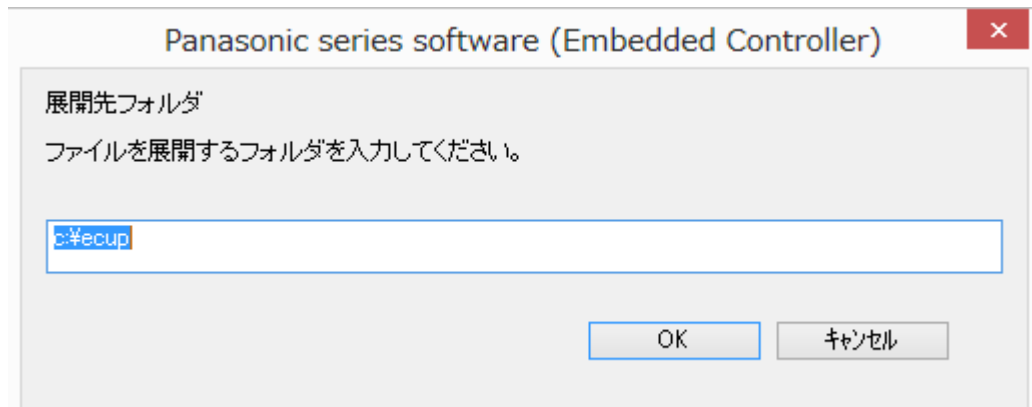 Panasonic series software (Embedded Controller)
展開先フォルダ
ファイルを展開するフォルダを入力してください。
c:¥ecup
OK
キャンセル